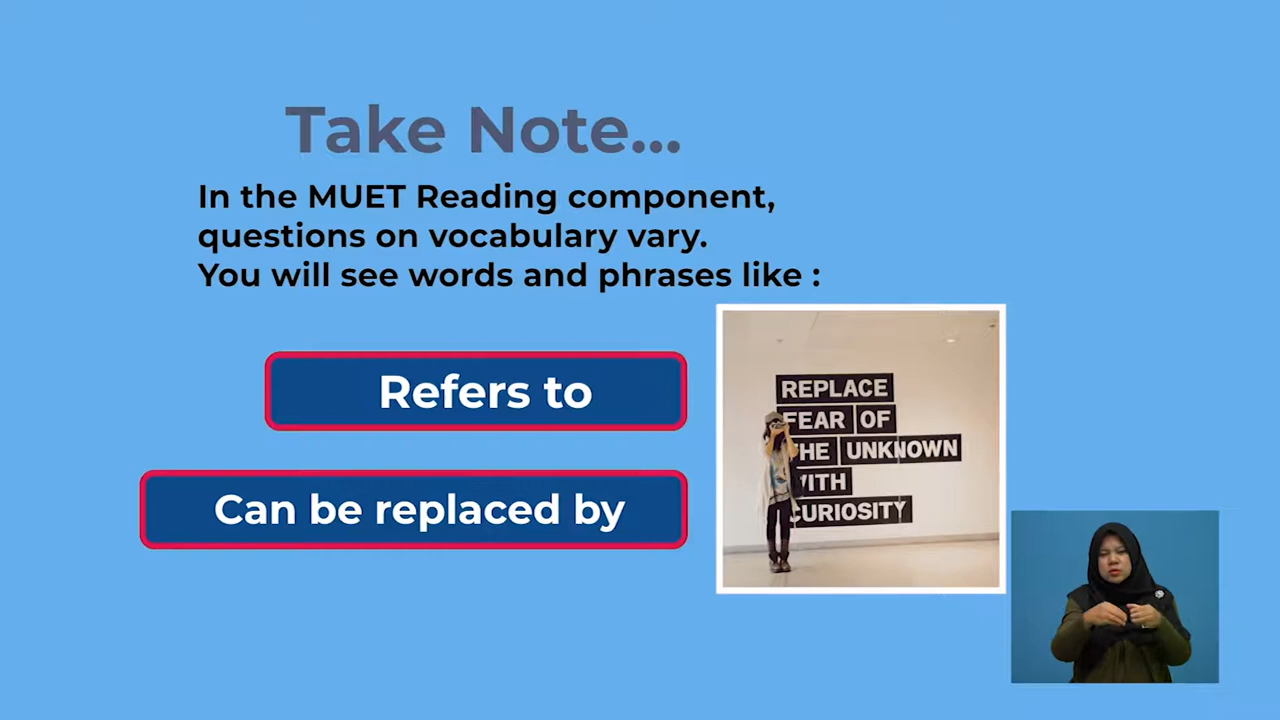 Take Note...
In the MUET Reading component,
questions on vocabulary vary.
You will see words and phrases like :
Refers to
Can be replaced by
REPLACE
FEAR OF
THE UNKNOWN
WITH
CURIOSITY